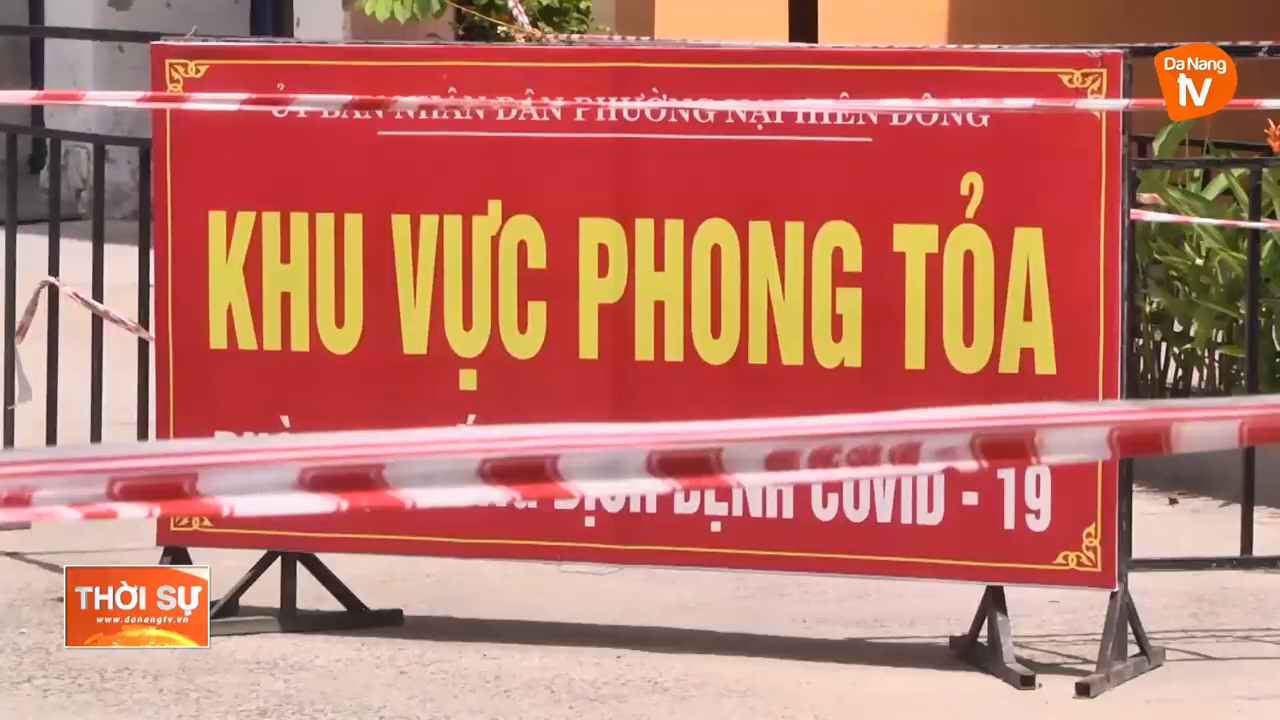 Da Nang
tv
ỦY BAN NHÂN DÂN PHƯỜNG NẠI HIÊN ĐÔNG
KHU VỰC PHONG TỎA
DỊCH BỆNH COVID - 19
THỜI SỰ
www.danangtv.vn